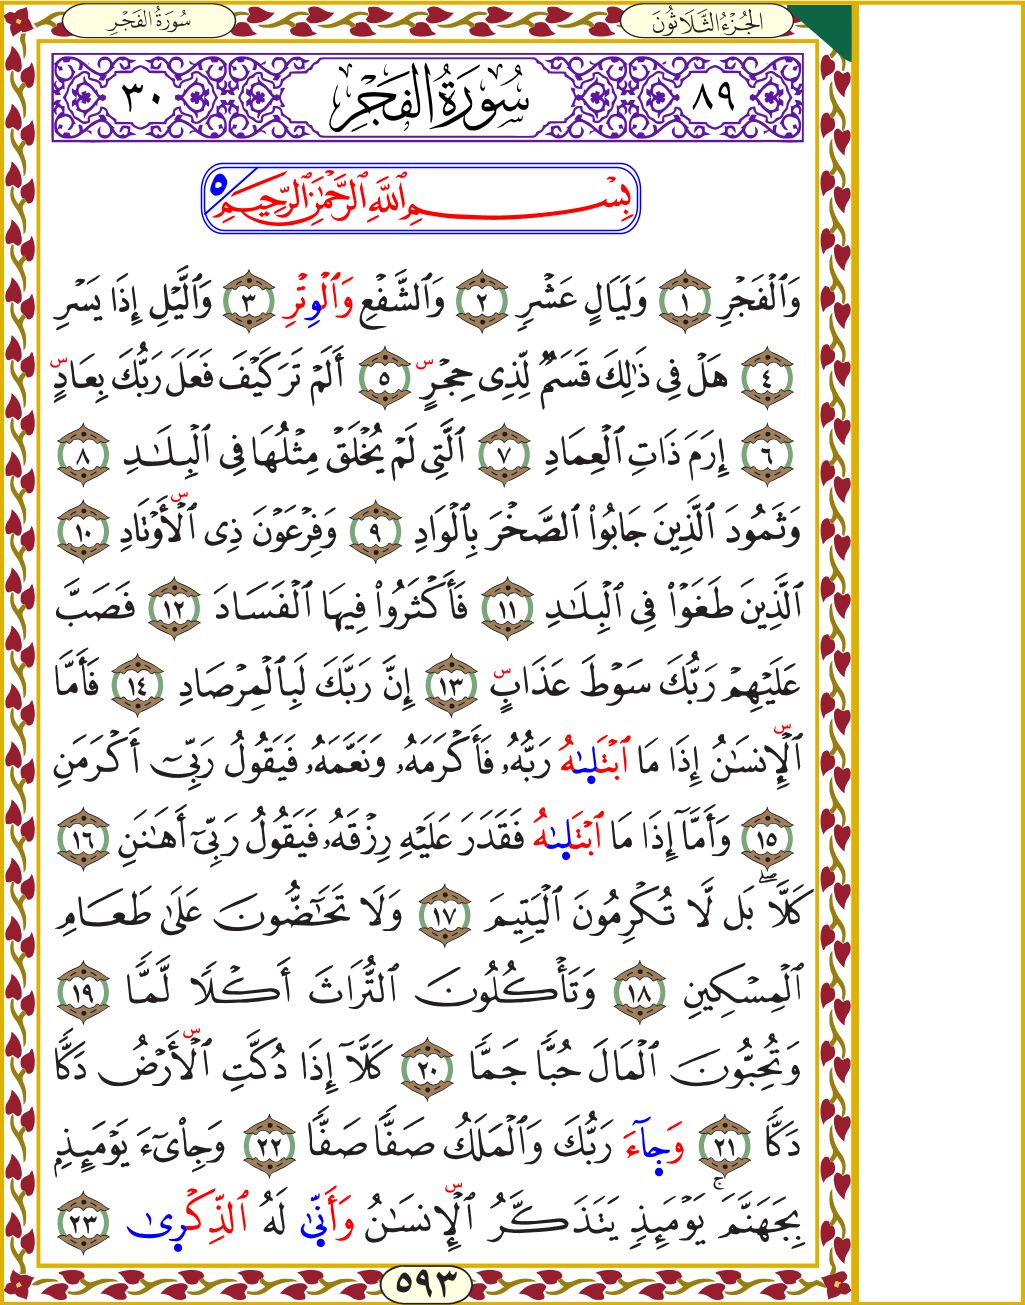 الجُزْءُ الثَّلَاثُونَ سُورَةُ الفَجْرِ
٨٩ سُورَةُ الفَجْرِ ٣٠
بِسْمِ ٱللَّهِ ٱلرَّحْمَٰنِ ٱلرَّحِيمِ ٥
وَٱلْفَجْرِ ١ وَلَيَالٍ عَشْرٍ ٢ وَٱلشَّفْعِ وَٱلْوِتْرِ ٣ وَٱلَّيْلِ إِذَا يَسْرِ
٤ هَلْ فِى ذَٰلِكَ قَسَمٌ لِّذِى حِجْرٍ س ٥ أَلَمْ تَرَ كَيْفَ فَعَلَ رَبُّكَ بِعَادٍ س
٦ إِرَمَ ذَاتِ ٱلْعِمَادِ ٧ ٱلَّتِى لَمْ يُخْلَقْ مِثْلُهَا فِى ٱلْبِلَٰدِ ٨
وَثَمُودَ ٱلَّذِينَ جَابُوا۟ ٱلصَّخْرَ بِٱلْوَادِ ٩ وَفِرْعَوْنَ ذِى ٱلْأَوْتَادِ س ١٠
ٱلَّذِينَ طَغَوْا۟ فِى ٱلْبِلَٰدِ ١١ فَأَكْثَرُوا۟ فِيهَا ٱلْفَسَادَ ١٢ فَصَبَّ
عَلَيْهِمْ رَبُّكَ سَوْطَ عَذَابٍ س ١٣ إِنَّ رَبَّكَ لَبِٱلْمِرْصَادِ ١٤ فَأَمَّا
ٱلْإِنسَٰنُ س إِذَا مَا ٱبْتَلَىٰهُ رَبُّهُۥ فَأَكْرَمَهُۥ وَنَعَّمَهُۥ فَيَقُولُ رَبِّىٓ أَكْرَمَنِ
١٥ وَأَمَّآ إِذَا مَا ٱبْتَلَىٰهُ فَقَدَرَ عَلَيْهِ رِزْقَهُۥ فَيَقُولُ رَبِّىٓ أَهَٰنَنِ ١٦
كَلَّا ۖ بَل لَّا تُكْرِمُونَ ٱلْيَتِيمَ ١٧ وَلَا تَحَٰٓضُّونَ عَلَىٰ طَعَامِ
ٱلْمِسْكِينِ ١٨ وَتَأْكُلُونَ ٱلتُّرَاثَ أَكْلًا لَّمًّا ١٩
وَتُحِبُّونَ ٱلْمَالَ حُبًّا جَمًّا ٢٠ كَلَّآ إِذَا دُكَّتِ ٱلْأَرْضُ س دَكًّا
دَكًّا ٢١ وَجَآءَ رَبُّكَ وَٱلْمَلَكُ صَفًّا صَفًّا ٢٢ وَجِا۟ىٓءَ يَوْمَئِذٍۭ
بِجَهَنَّمَ ۚ يَوْمَئِذٍ يَتَذَكَّرُ ٱلْإِنسَٰنُ س وَأَنَّىٰ لَهُ ٱلذِّكْرَىٰ ٢٣
٥٩٣